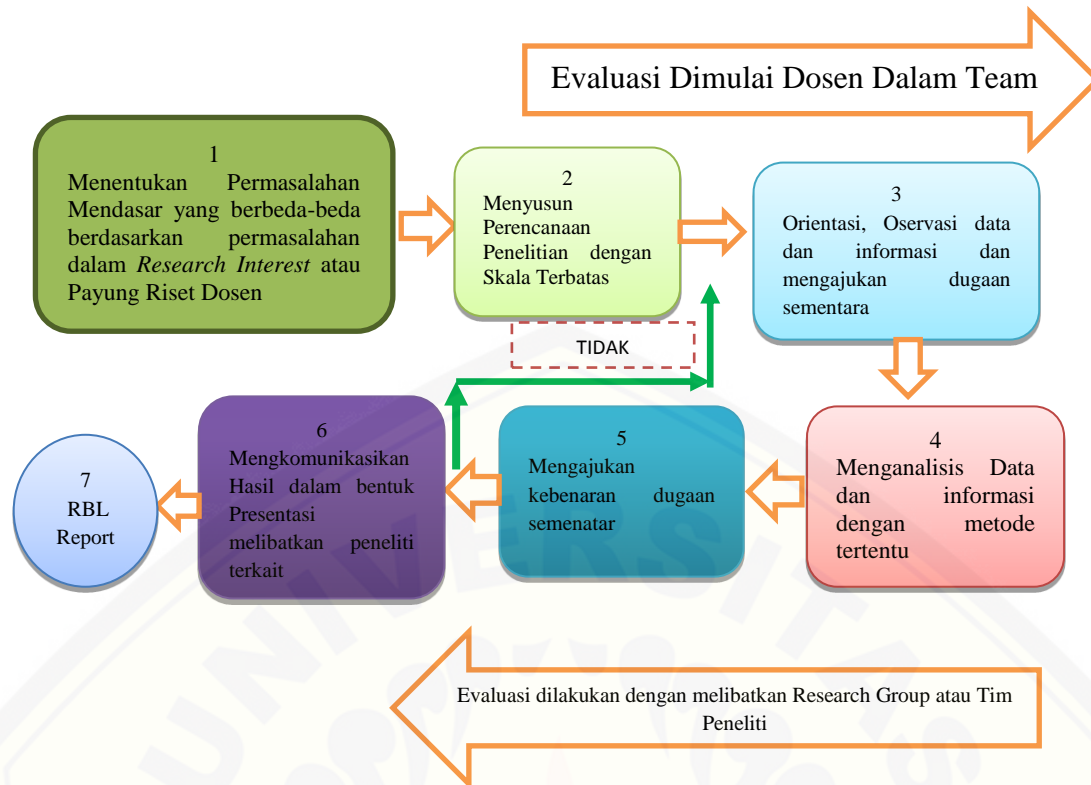 Evaluasi Dimulai Dosen Dalam Team
1
Menentukan Permasalahan
Mendasar yang berbeda-beda
berdasarkan permasalahan
dalam Research Interest atau
Payung Riset Dosen
2
Menyusun
Perencanaan
Penelitian dengan
Skala Terbatas
3
Orientasi, Oservasi data
dan informasi dan
mengajukan dugaan
sementara
TIDAK
4
Menganalisis Data
dan informasi
dengan metode
tertentu
5
Mengajukan
kebenaran dugaan
semenatar
6
Mengkomunikasikan
Hasil dalam bentuk
Presentasi
melibatkan peneliti
terkait
7
RBL
Report
Evaluasi dilakukan dengan melibatkan Research Group atau Tim
Peneliti
UNIVERSITAS